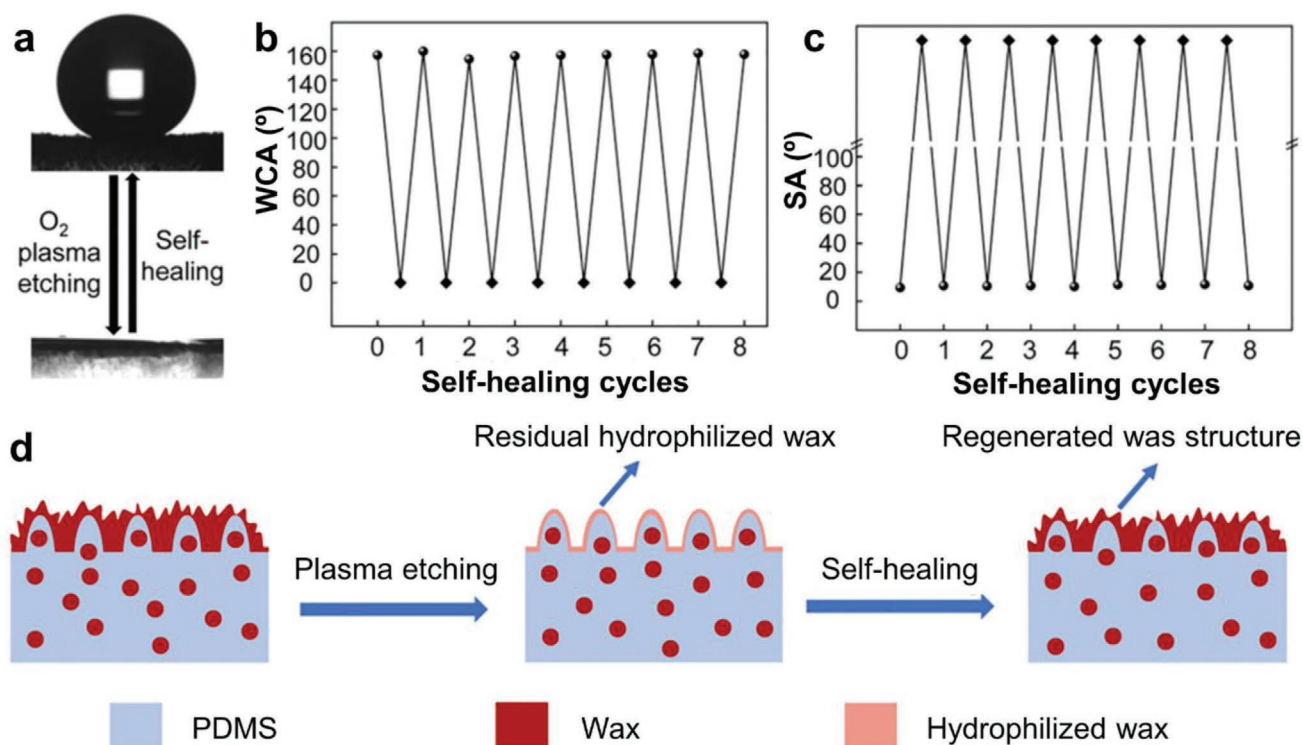 a
O2
plasma
etching
Self-
healing
b
WCA (º)
160
140
120
100
80
60
40
20
0
0 1 2 3 4 5 6 7 8
Self-healing cycles
c
SA (º)
100
80
60
40
20
0
0 1 2 3 4 5 6 7 8
Self-healing cycles
d
Residual hydrophilized wax
Regenerated was structure
Plasma etching
Self-healing
PDMS
Wax
Hydrophilized wax